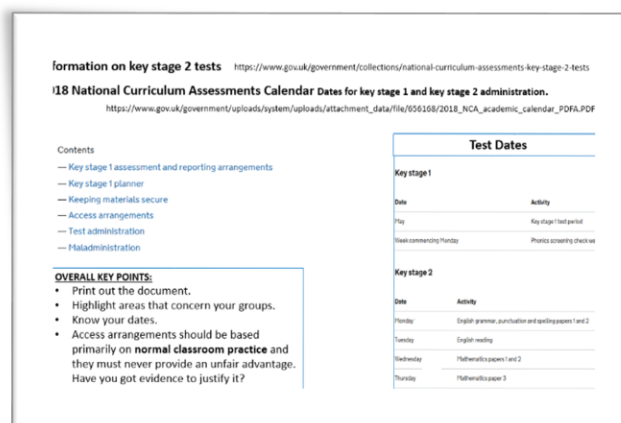 formation on key stage 2 tests https://www.gov.uk/government/collections/national-curriculum-assessments-key-stage-2-tests
18 National Curriculum Assessments Calendar Dates for key stage 1 and key stage 2 administration.
https://www.gov.uk/government/uploads/system/uploads/attachment_data/file/656168/2018_NCA_academic_calendar_PDFA.PDF
Contents
— Key stage 1 assessment and reporting arrangements
— Key stage 1 planner
— Keeping materials secure
— Access arrangements
— Test administration
— Maladministration
OVERALL KEY POINTS:
• Print out the document.
• Highlight areas that concern your groups.
• Know your dates.
• Access arrangements should be based
primarily on normal classroom practice and
they must never provide an unfair advantage.
Have you got evidence to justify it?
Test Dates
Key stage 1
Date Activity
May Key stage 1 test period
Week commencing Monday Phonics screening check we
Key stage 2
Date Activity
Monday English grammar, punctuation and spelling papers 1 and 2
Tuesday English reading
Wednesday Mathematics papers 1 and 2
Thursday Mathematics paper 3